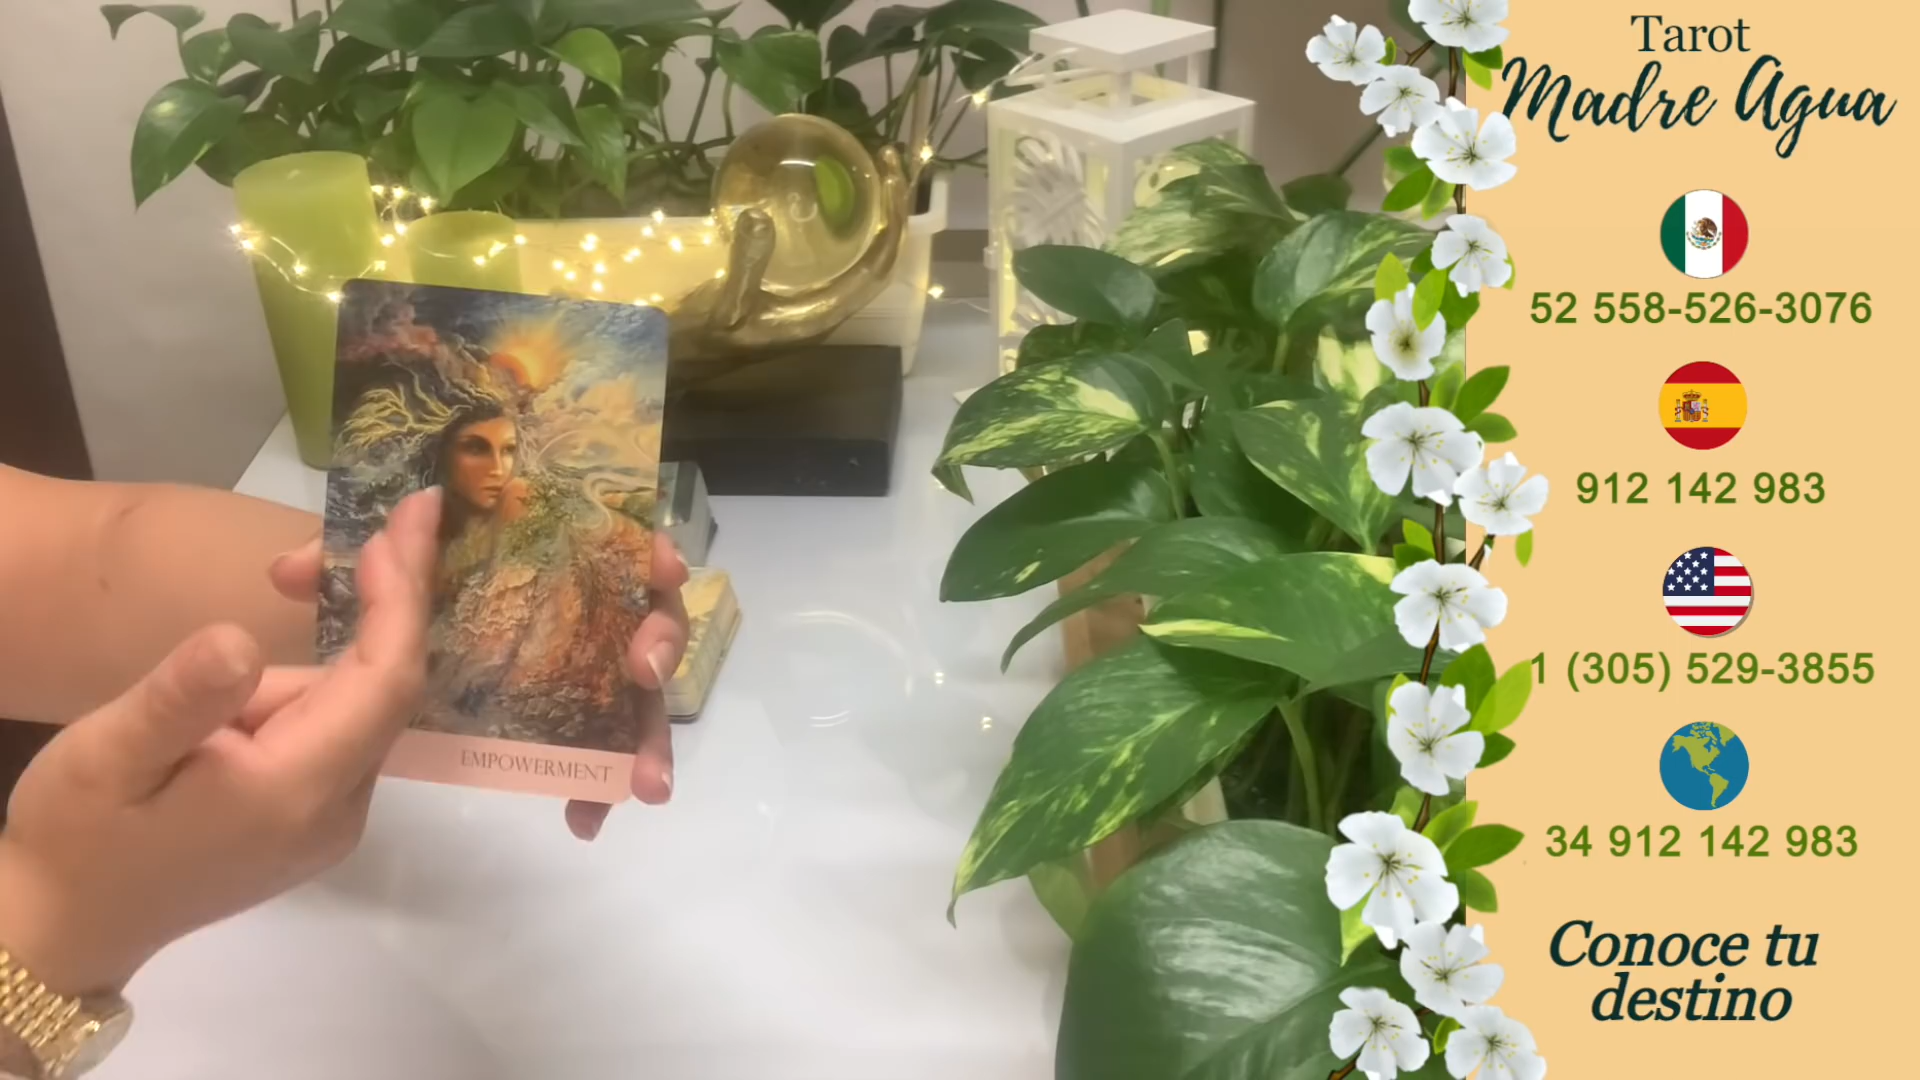 EMPOWERMENT
Tarot
Madre Agua
52 558-526-3076
912 142 983
1 (305) 529-3855
34 912 142 983
Conoce tu
destino